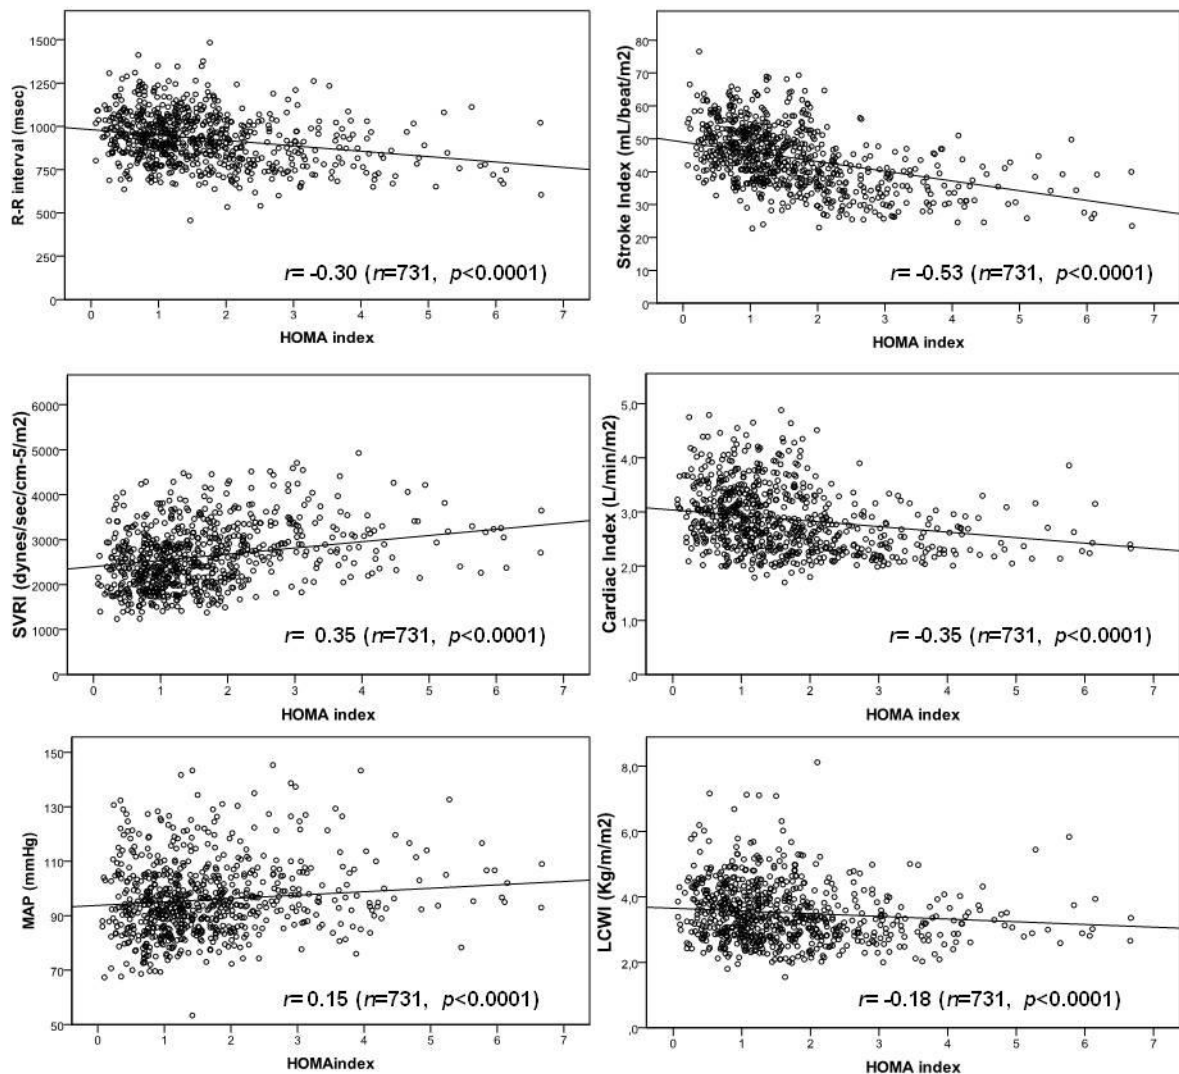 R-R interval (msec)
1500
1250
1000
750
500
250
0
r= -0.30 (n=731, p<0.0001)
0 1 2 3 4 5 6 7
HOMA index
Stroke Index (mL/beat/m2)
80
70
60
50
40
30
20
10
0
r= -0.53 (n=731, p<0.0001)
0 1 2 3 4 5 6 7
HOMA index
SVRI (dynes/sec/cm-5/m2)
6000
5000
4000
3000
2000
1000
0
r= 0.35 (n=731, p<0.0001)
0 1 2 3 4 5 6 7
HOMA index
Cardiac Index (L/min/m2)
5,0
4,0
3,0
2,0
1,0
,0
r= -0.35 (n=731, p<0.0001)
0 1 2 3 4 5 6 7
HOMA index
MAP (mmHg)
150
130
110
90
70
50
r= 0.15 (n=731, p<0.0001)
0 1 2 3 4 5 6 7
HOMAindex
LCWI (Kg/m/m2)
8,0
6,0
4,0
2,0
,0
r= -0.18 (n=731, p<0.0001)
0 1 2 3 4 5 6 7
HOMA index